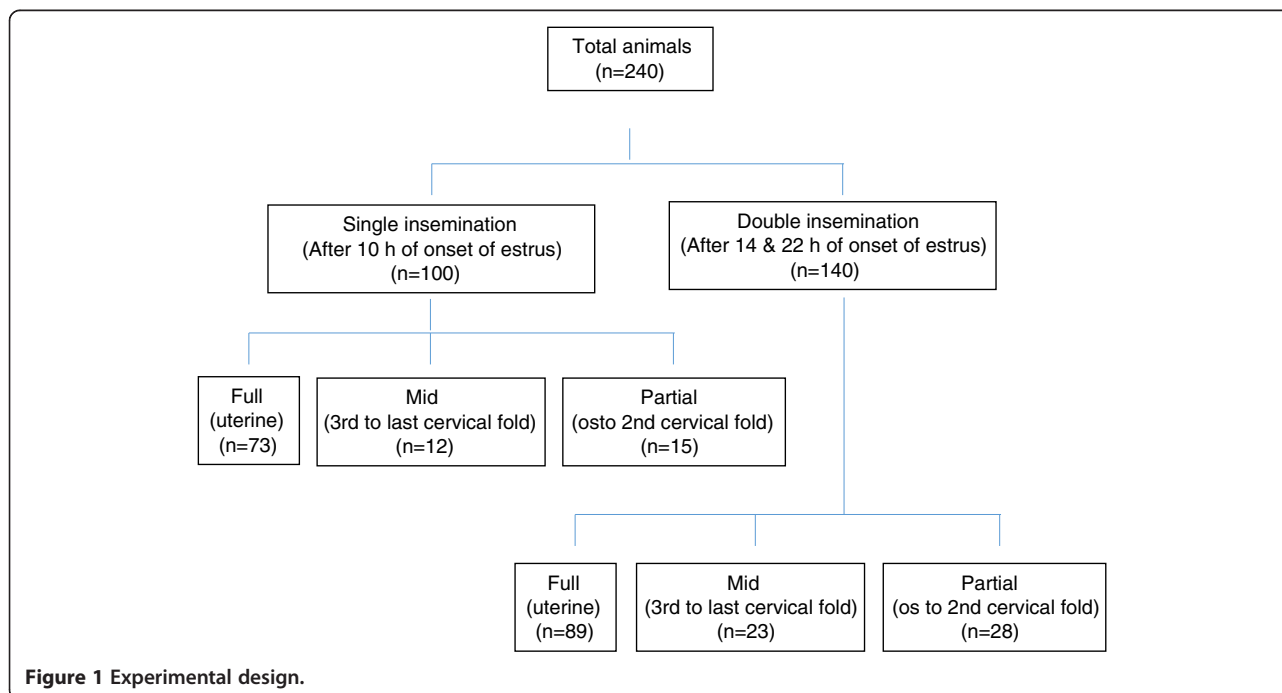 Total animals
(n=240)
Single insemination
(After 10 h of onset of estrus)
(n=100)
Double insemination
(After 14 & 22 h of onset of estrus)
(n=140)
Full
(uterine)
(n=73)
Mid
(3rd to last cervical fold)
(n=12)
Partial
(osto 2nd cervical fold)
(n=15)
Full
(uterine)
(n=89)
Mid
(3rd to last cervical fold)
(n=23)
Partial
(os to 2nd cervical fold)
(n=28)
Figure 1 Experimental design.